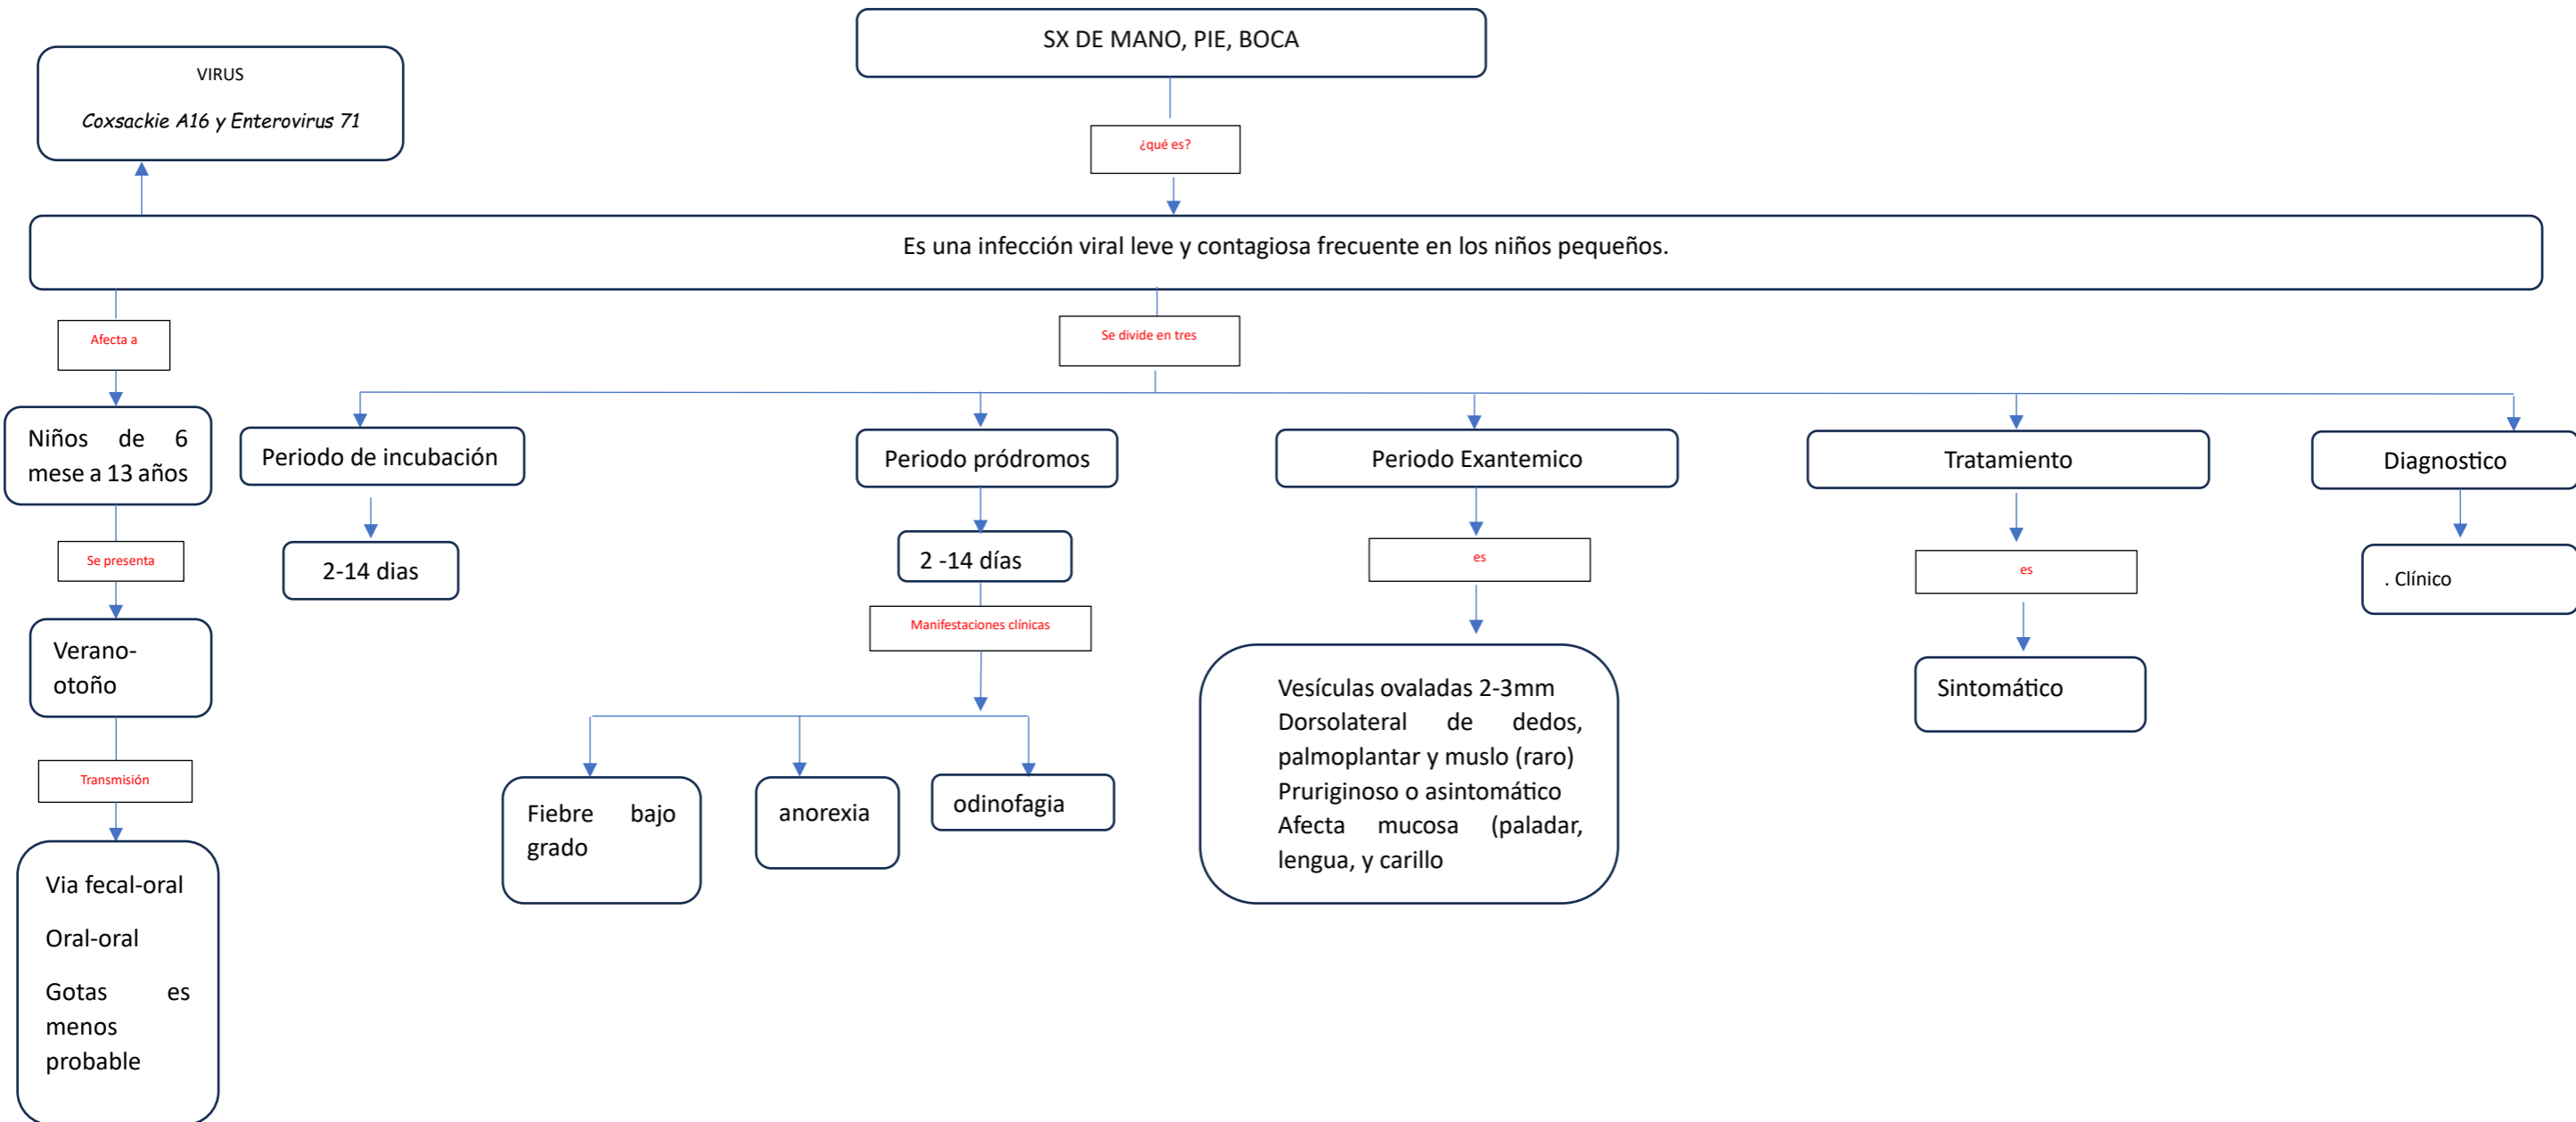 SX DE MANO, PIE, BOCA
VIRUS
Coxsackie A16 y Enterovirus 71
¿qué es?
Es una infección viral leve y contagiosa frecuente en los niños pequeños.
Afecta a
Se divide en tres
Niños de 6
mese a 13 años
Se presenta
Verano-
otoño
Transmisión
Via fecal-oral
Oral-oral
Gotas es
menos
probable
Periodo de incubación
2-14 dias
Periodo pródromos
2 -14 días
Manifestaciones clínicas
Fiebre bajo
grado
anorexia
odinofagia
Periodo Exantemico
es
Vesículas ovaladas 2-3mm
Dorsolateral de dedos,
palmoplantar y muslo (raro)
Pruriginoso o asintomático
Afecta mucosa (paladar,
lengua, y carillo
Tratamiento
es
Sintomático
Diagnostico
. Clínico